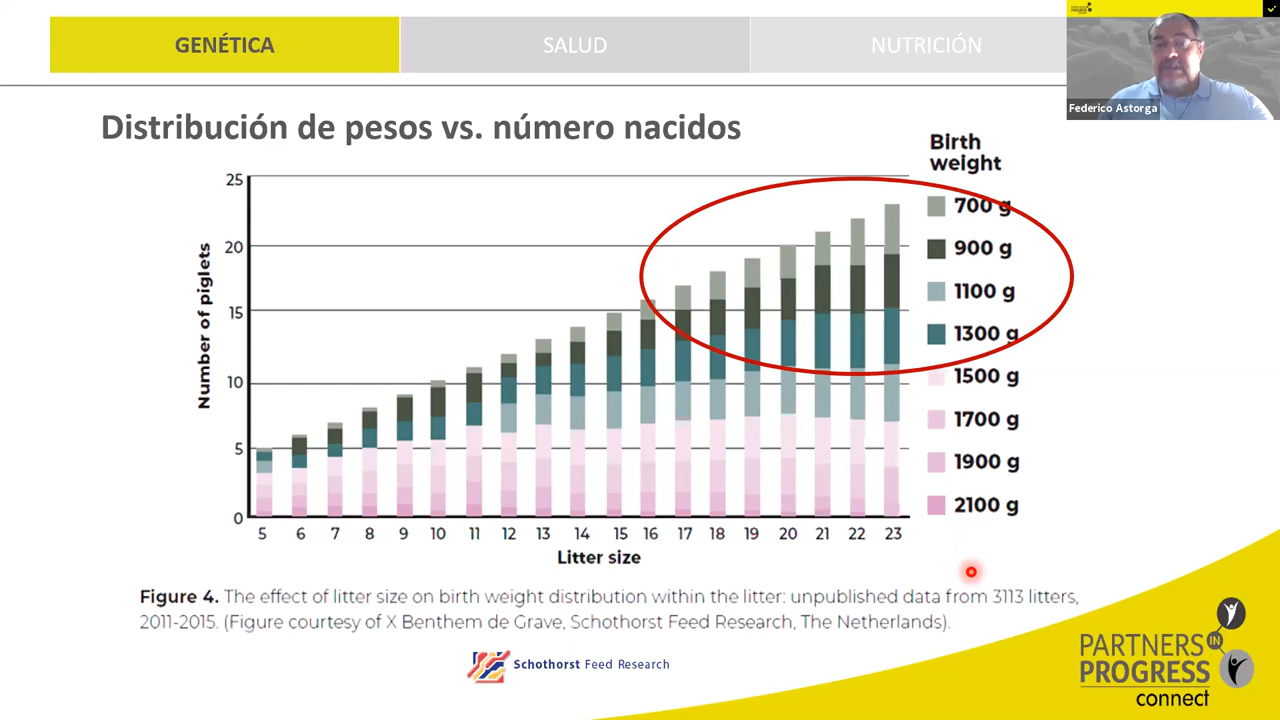 GENÉTICA
SALUD
NUTRICIÓN
Federico Astorga
Distribución de pesos vs. número nacidos
Birth
weight
700 g
900 g
1100 g
1300 g
1500 g
1700 g
1900 g
2100 g
Number of piglets
25
20
15
10
5
0
5 6 7 8 9 10 11 12 13 14 15 16 17 18 19 20 21 22 23
Litter size
Figure 4. The effect of litter size on birth weight distribution within the litter: unpublished data from 3113 litters,
2011-2015. (Figure courtesy of X Benthem de Grave, Schothorst Feed Research, The Netherlands).
Schothorst Feed Research
PARTNERS IN
PROGRESS
connect